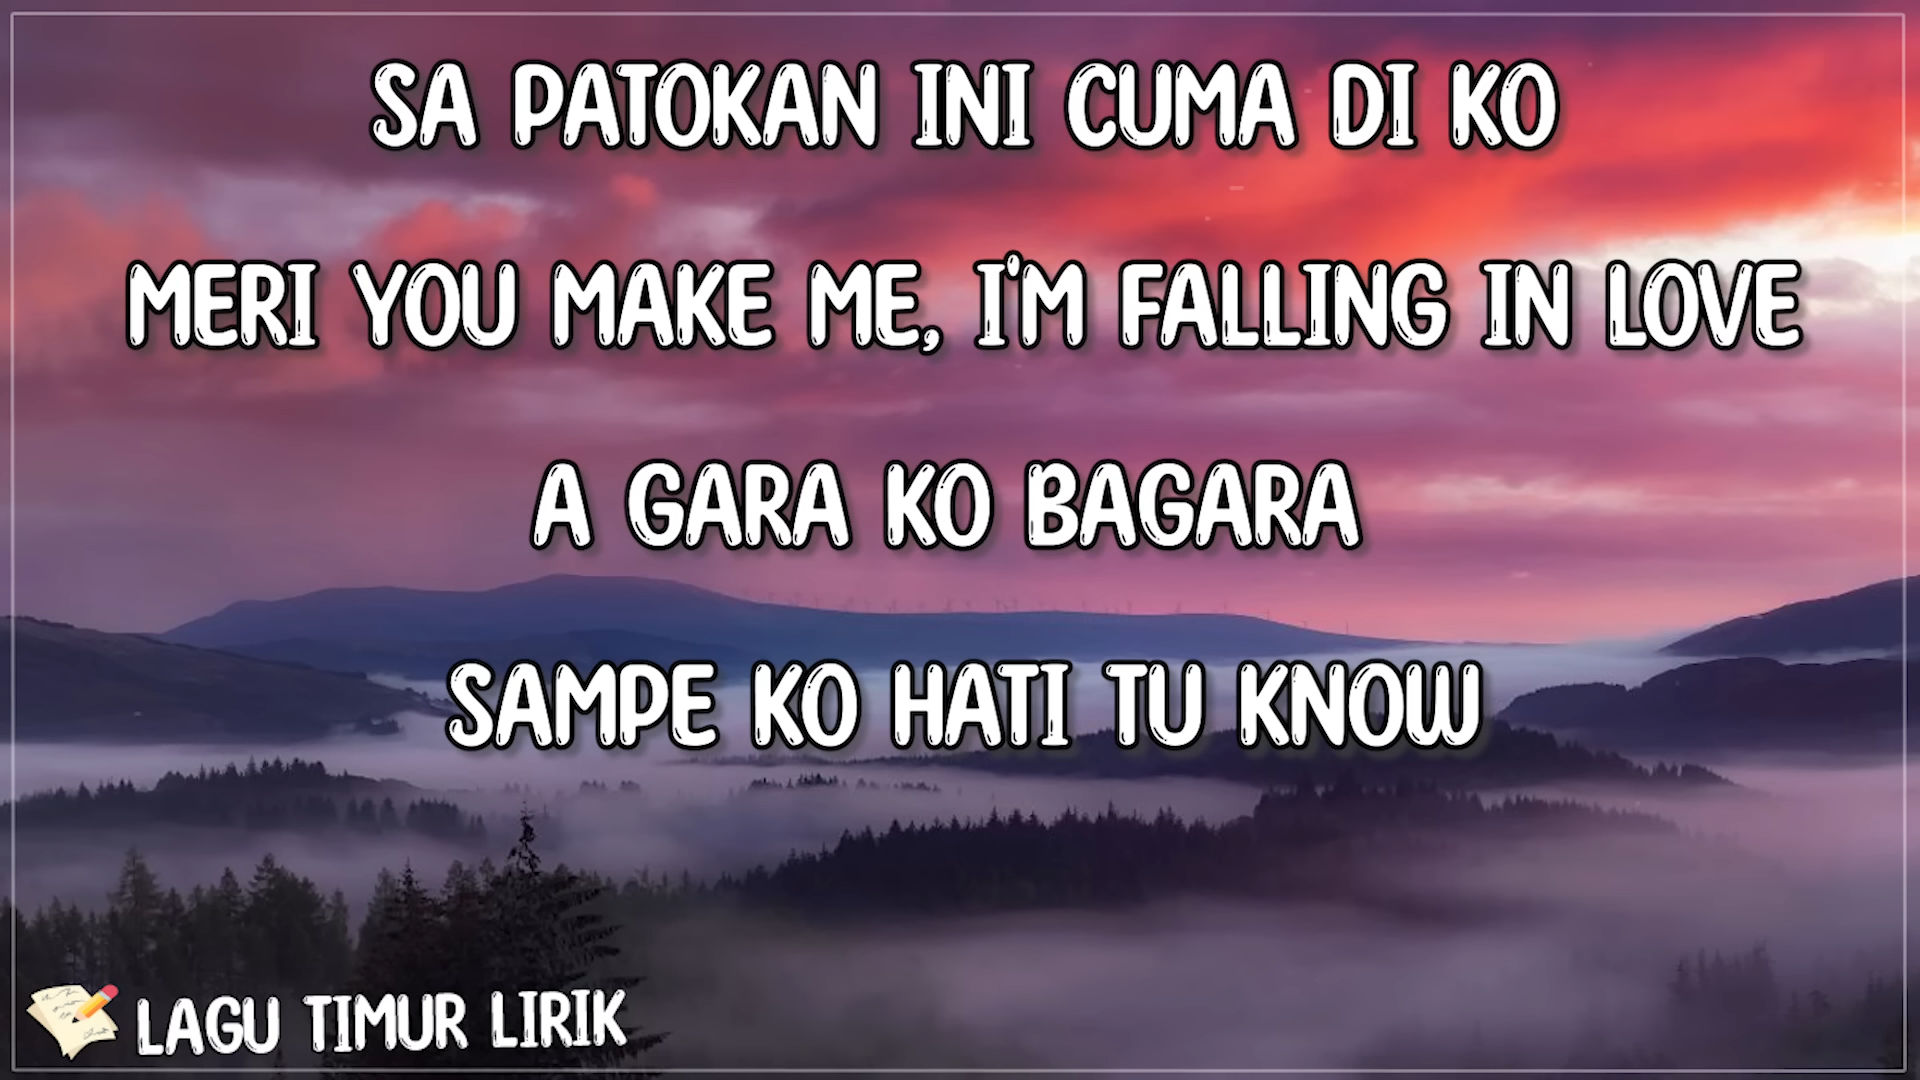 SA PATOKAN INI CUMA DI KO
MERI YOU MAKE ME, I'M FALLING IN LOVE
A GARA KO BAGARA
SAMPE KO HATI TU KNOW
LAGU TIMUR LIRIK